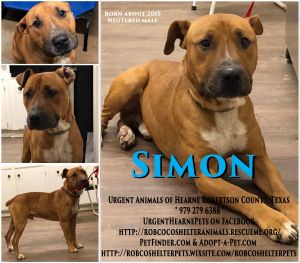 Born about 2015
Neutered male
Simon
Urgent Animals of Hearne Robertson County, Texas
* 979 279 6388
UrgentHearnePets on Facebook
http://robcocoshelteranimals.rescueme.org/
PetFinder.com & Adopt-a-Pet.com
http://robcoshelterpets.wixsite.com/robcoshelterpets